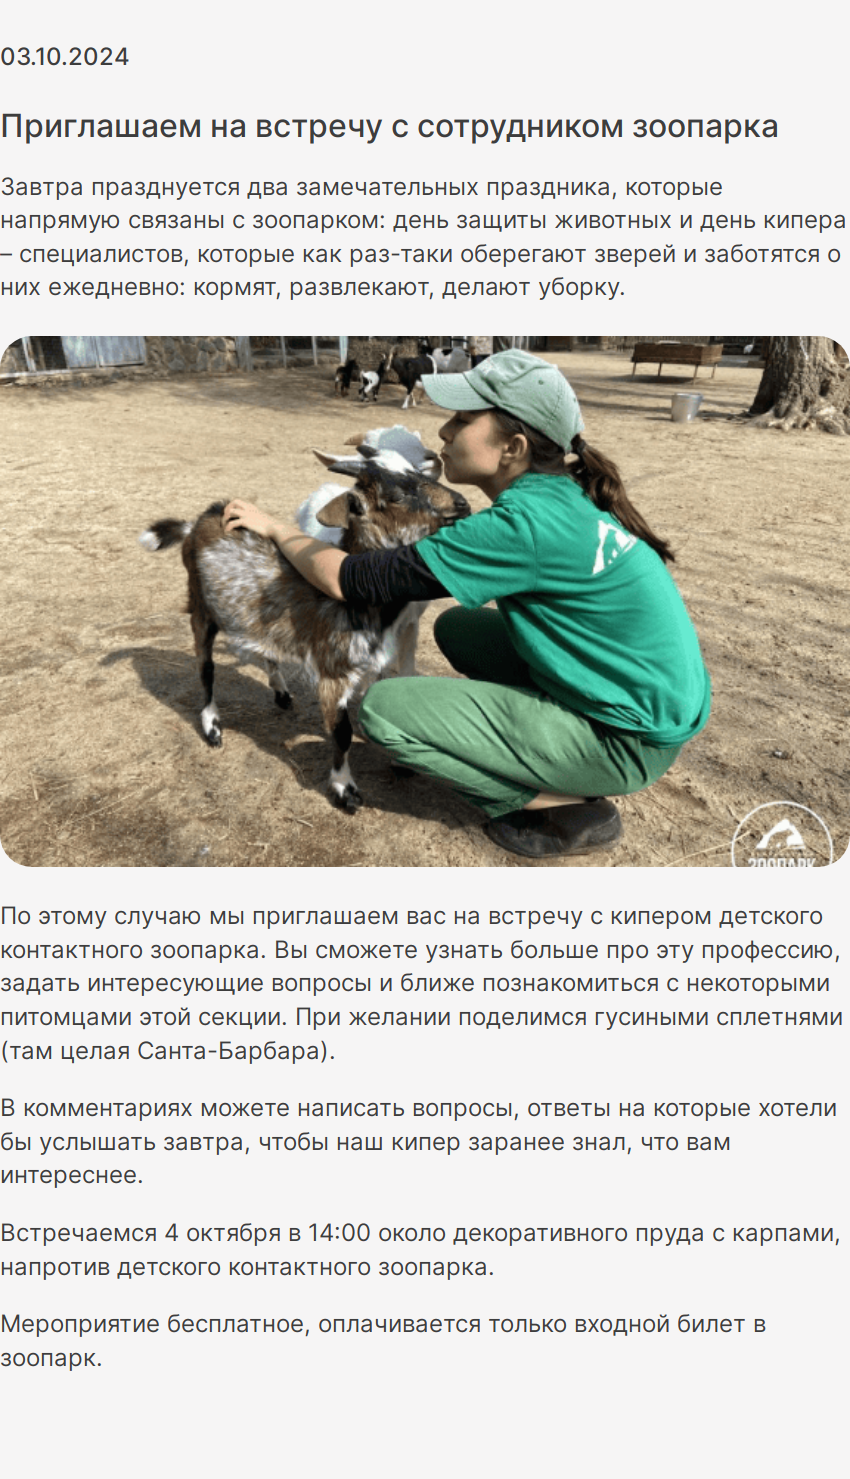 03.10.2024
Приглашаем на встречу с сотрудником зоопарка
Завтра празднуется два замечательных праздника, которые
напрямую связаны с зоопарком: день защиты животных и день кипера
– специалистов, которые как раз-таки оберегают зверей и заботятся о
них ежедневно: кормят, развлекают, делают уборку.
ЗООПАРК
По этому случаю мы приглашаем вас на встречу с кипером детского
контактного зоопарка. Вы сможете узнать больше про эту профессию,
задать интересующие вопросы и ближе познакомиться с некоторыми
питомцами этой секции. При желании поделимся гусиными сплетнями
(там целая Санта-Барбара).
В комментариях можете написать вопросы, ответы на которые хотели
бы услышать завтра, чтобы наш кипер заранее знал, что вам
интереснее.
Встречаемся 4 октября в 14:00 около декоративного пруда с карпами,
напротив детского контактного зоопарка.
Мероприятие бесплатное, оплачивается только входной билет в
зоопарк.